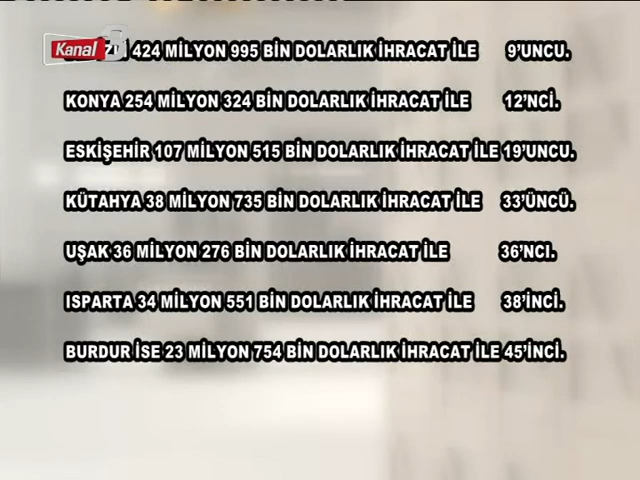 Kanal 3
424 MİLYON 995 BİN DOLARLIK İHRACAT İLE 9'UNCU.
KONYA 254 MİLYON 324 BİN DOLARLIK İHRACAT İLE 12'NCİ.
ESKİŞEHİR 107 MİLYON 515 BİN DOLARLIK İHRACAT İLE 19'UNCU.
KÜTAHYA 38 MİLYON 735 BİN DOLARLIK İHRACAT İLE 33'ÜNCÜ.
UŞAK 36 MİLYON 276 BİN DOLARLIK İHRACAT İLE 36'NCI.
ISPARTA 34 MİLYON 551 BİN DOLARLIK İHRACAT İLE 38'İNCİ.
BURDUR İSE 23 MİLYON 754 BİN DOLARLIK İHRACAT İLE 45'İNCİ.